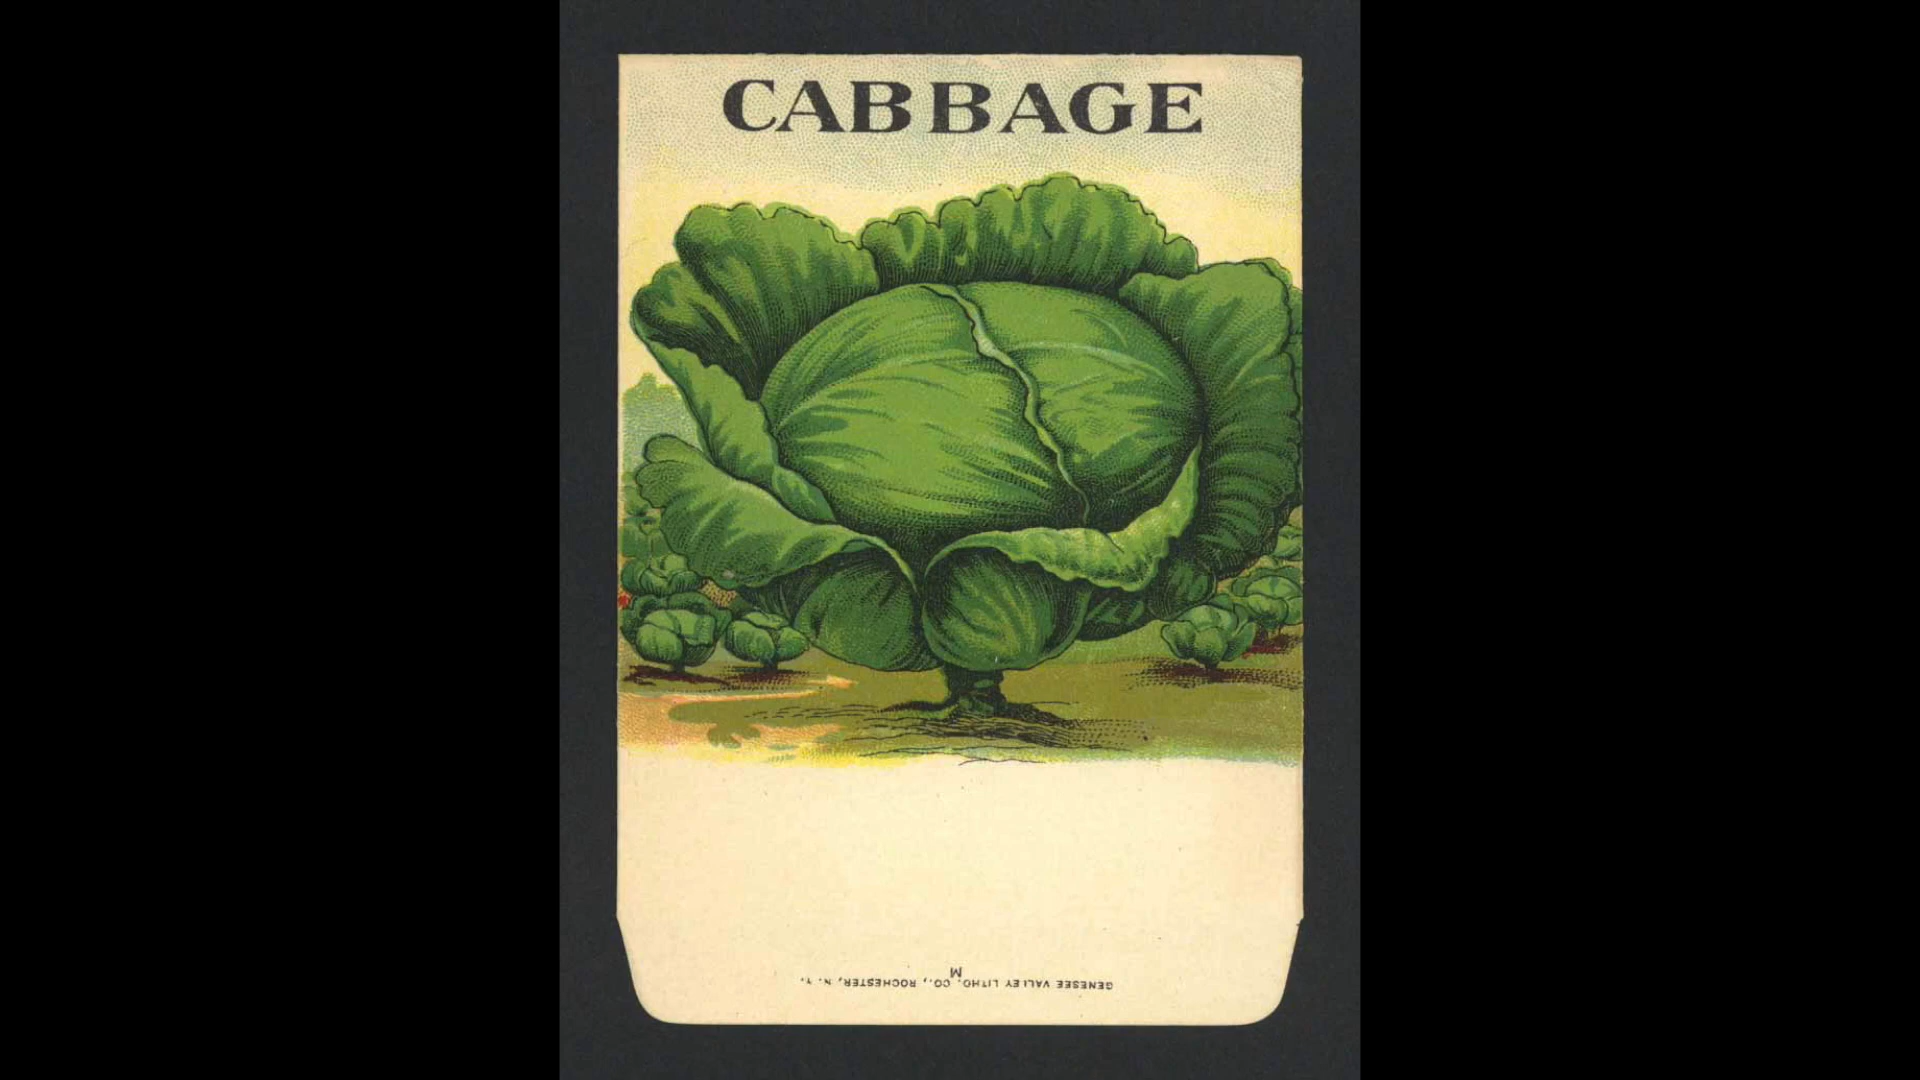 CABBAGE
M
GENESEE VALLEY LITHO. CO., ROCHESTER, N. Y.